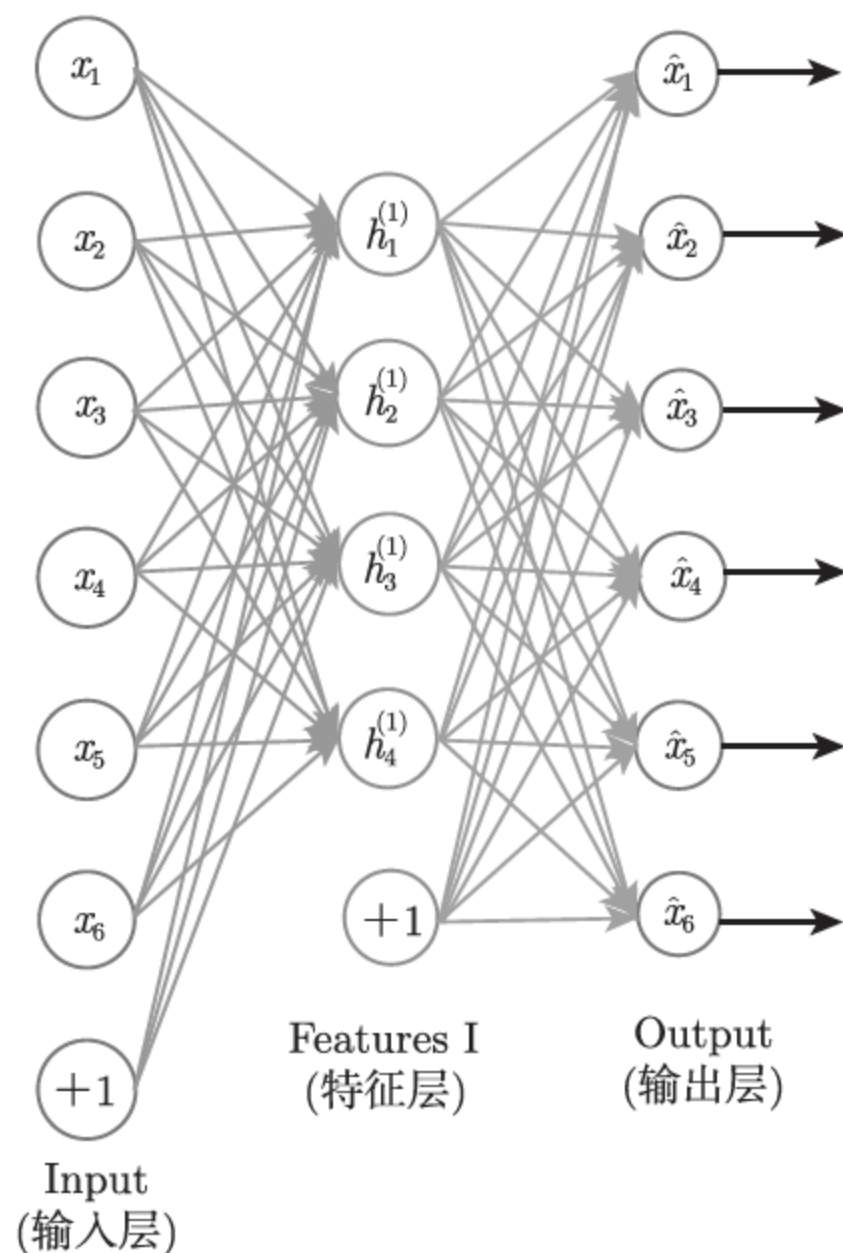 x₁
x₂
x₃
x₄
x₅
x₆
+1
Input
(输入层)
h₁⁽¹⁾
h₂⁽¹⁾
h₃⁽¹⁾
h₄⁽¹⁾
+1
Features I
(特征层)
x̂₁
x̂₂
x̂₃
x̂₄
x̂₅
x̂₆
Output
(输出层)